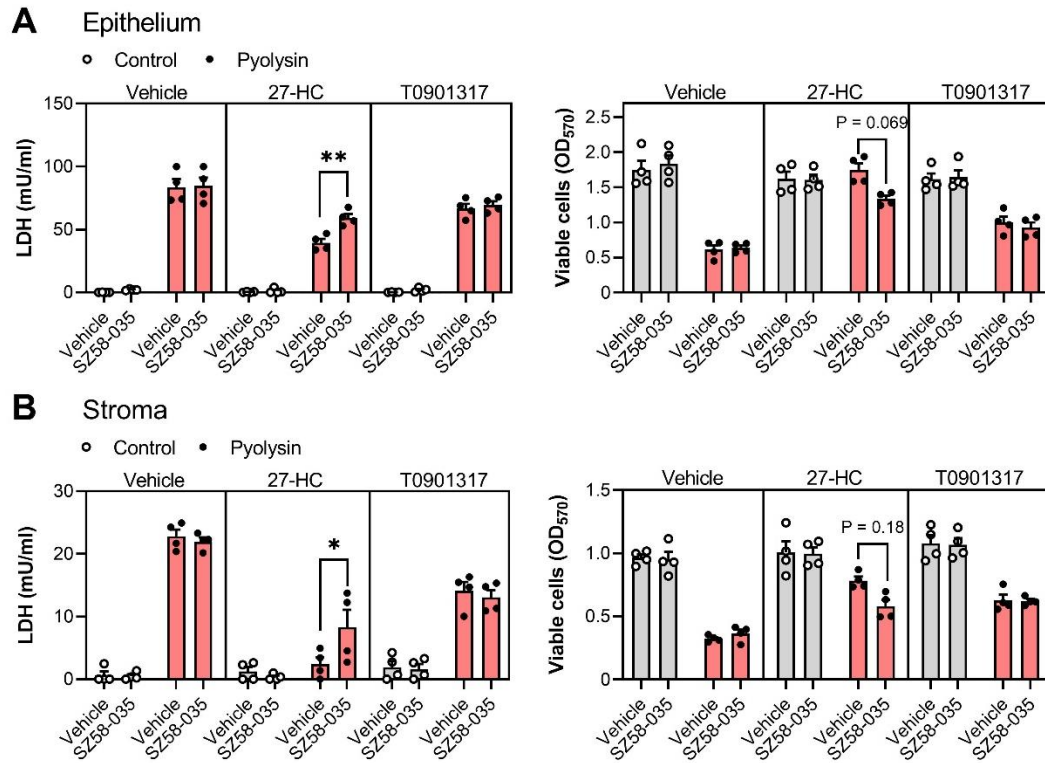 A Epithelium
Control Pyolysin
Vehicle 27-HC T0901317
LDH (mU/ml)
150
100
50
0
**
Vehicle SZ58-035 Vehicle SZ58-035 Vehicle SZ58-035 Vehicle SZ58-035 Vehicle SZ58-035 Vehicle SZ58-035
Vehicle 27-HC T0901317
Viable cells (OD570)
2.5
2.0
1.5
1.0
0.5
0
P = 0.069
Vehicle SZ58-035 Vehicle SZ58-035 Vehicle SZ58-035 Vehicle SZ58-035 Vehicle SZ58-035 Vehicle SZ58-035
B Stroma
Control Pyolysin
Vehicle 27-HC T0901317
LDH (mU/ml)
30
20
10
0
*
Vehicle SZ58-035 Vehicle SZ58-035 Vehicle SZ58-035 Vehicle SZ58-035 Vehicle SZ58-035 Vehicle SZ58-035
Vehicle 27-HC T0901317
Viable cells (OD570)
1.5
1.0
0.5
0
P = 0.18
Vehicle SZ58-035 Vehicle SZ58-035 Vehicle SZ58-035 Vehicle SZ58-035 Vehicle SZ58-035 Vehicle SZ58-035